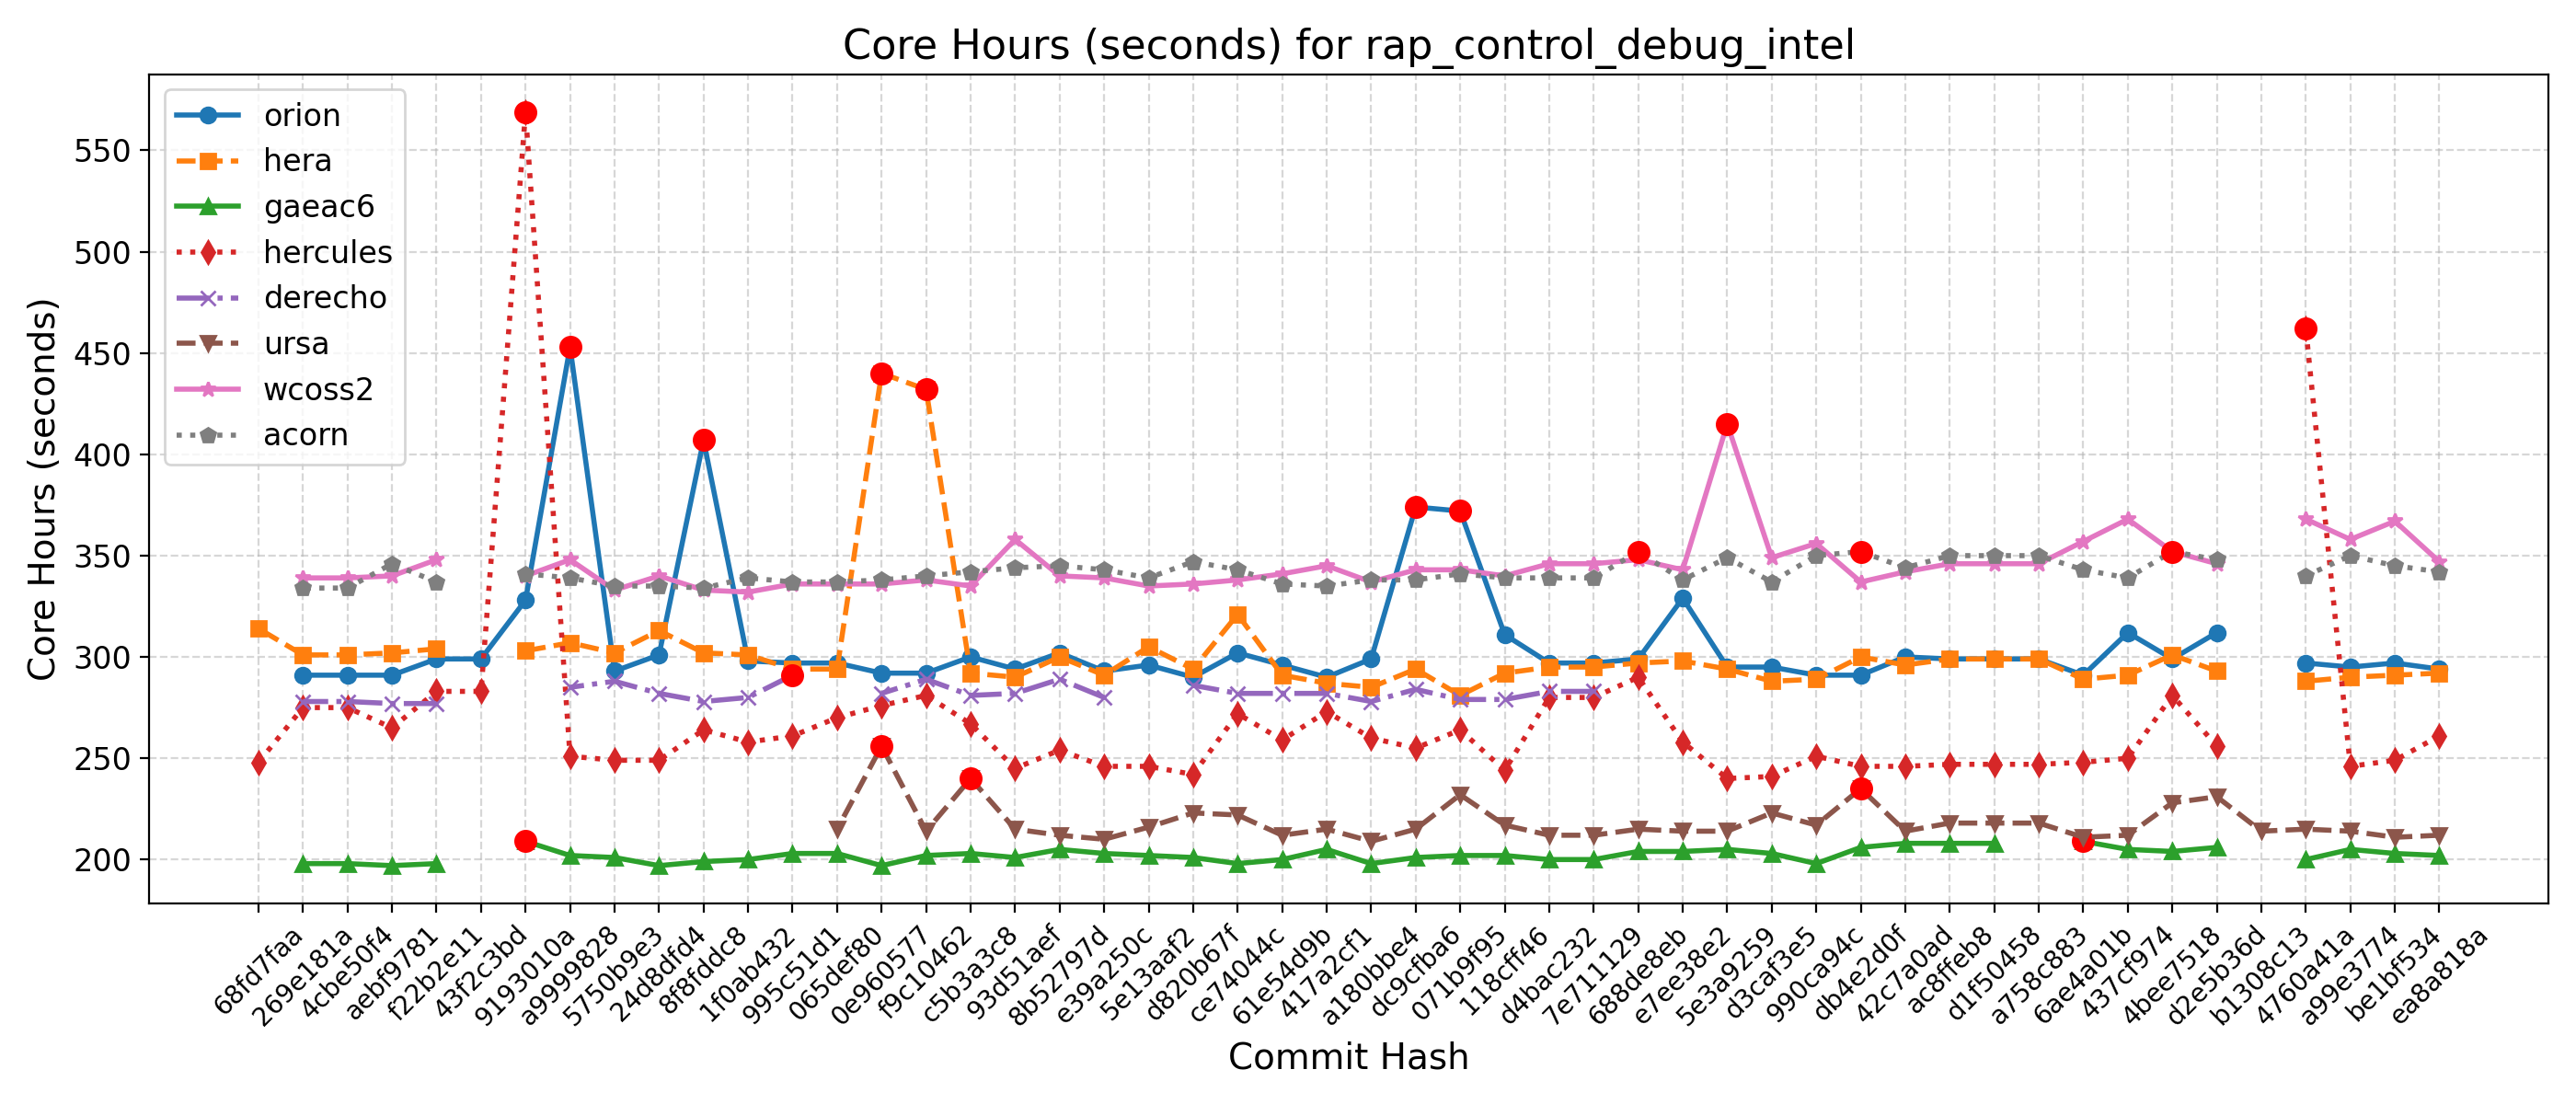 Core Hours (seconds) for rap_control_debug_intel
Core Hours (seconds)
550
500
450
400
350
300
250
200
orion
hera
gaeac6
hercules
derecho
ursa
wcoss2
acorn
68fd7faa
269e181a
4cbe50f4
aebf9781
f22b2e11
43f2c3bd
9193010a
a9999828
5750b9e3
24d8dfd4
8f8fddc8
1f0ab432
995c51d1
065def80
0e960577
f9c10462
c5b3a3c8
93d51aef
8b52797d
e39a250c
5e13aaf2
d820b67f
ce74044c
61e54d9b
417a2cf1
a180bbe4
dc9cfba6
071b9f95
118cff46
d4bac232
7e711129
688de8eb
e7ee38e2
5e3a9259
d3caf3e5
990ca94c
db4e2d0f
42c7a0ad
ac8ffeb8
d1f50458
a758c883
6ae4a01b
437cf974
4bee7518
d2e5b36d
b1308c13
4760a41a
a99e3774
be1bf534
ea8a818a
Commit Hash